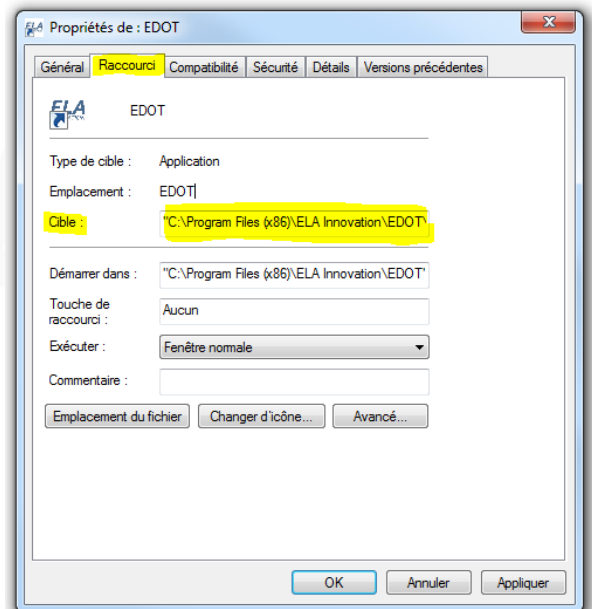 Propriétés de : EDOT
Général Raccourci Compatibilité Sécurité Détails Versions précédentes
ELA
EDOT
Type de cible : Application
Emplacement : EDOT
Cible : "C:\Program Files (x86)\ELA Innovation\EDOT\
Démarrer dans : "C:\Program Files (x86)\ELA Innovation\EDOT"
Touche de
raccourci : Aucun
Exécuter : Fenêtre normale
Commentaire :
Emplacement du fichier Changer d'icône... Avancé...
OK Annuler Appliquer